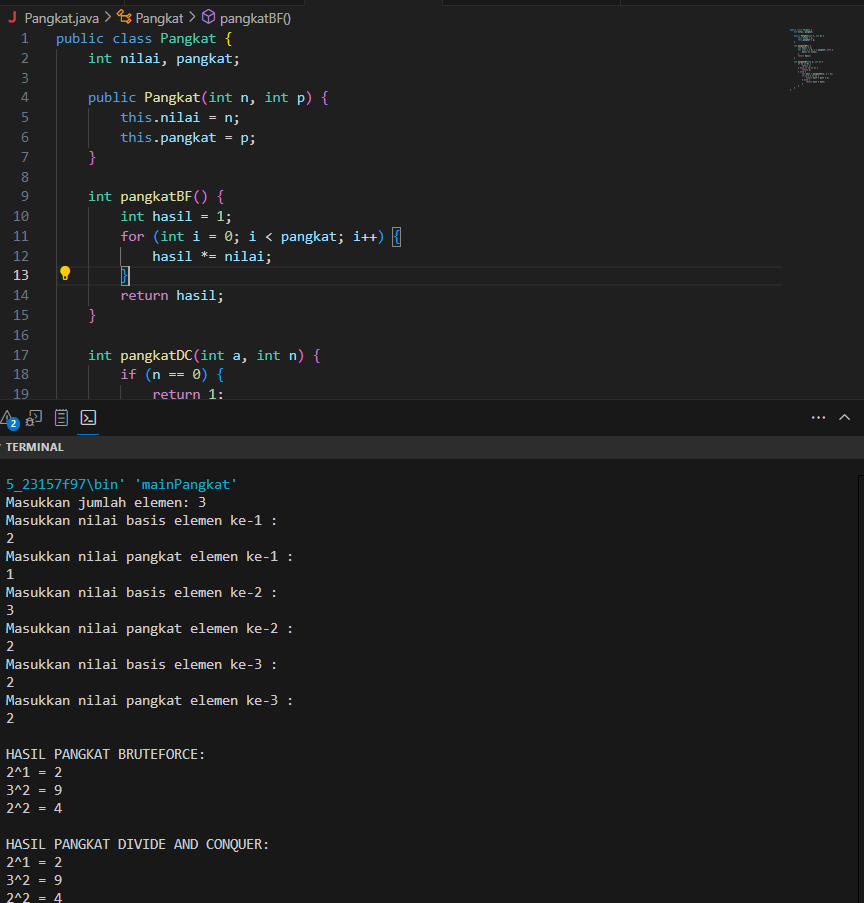 J Pangkat.java > Pangkat > pangkatBF()
1 public class Pangkat {
2 int nilai, pangkat;
3
4 public Pangkat(int n, int p) {
5 this.nilai = n;
6 this.pangkat = p;
7 }
8
9 int pangkatBF() {
10 int hasil = 1;
11 for (int i = 0; i < pangkat; i++) {
12 hasil *= nilai;
13 }
14 return hasil;
15 }
16
17 int pangkatDC(int a, int n) {
18 if (n == 0) {
19 return 1;
2
TERMINAL
5_23157f97\bin' 'mainPangkat'
Masukkan jumlah elemen: 3
Masukkan nilai basis elemen ke-1 :
2
Masukkan nilai pangkat elemen ke-1 :
1
Masukkan nilai basis elemen ke-2 :
3
Masukkan nilai pangkat elemen ke-2 :
2
Masukkan nilai basis elemen ke-3 :
2
Masukkan nilai pangkat elemen ke-3 :
2
HASIL PANGKAT BRUTEFORCE:
2^1 = 2
3^2 = 9
2^2 = 4
HASIL PANGKAT DIVIDE AND CONQUER:
2^1 = 2
3^2 = 9
2^2 = 4